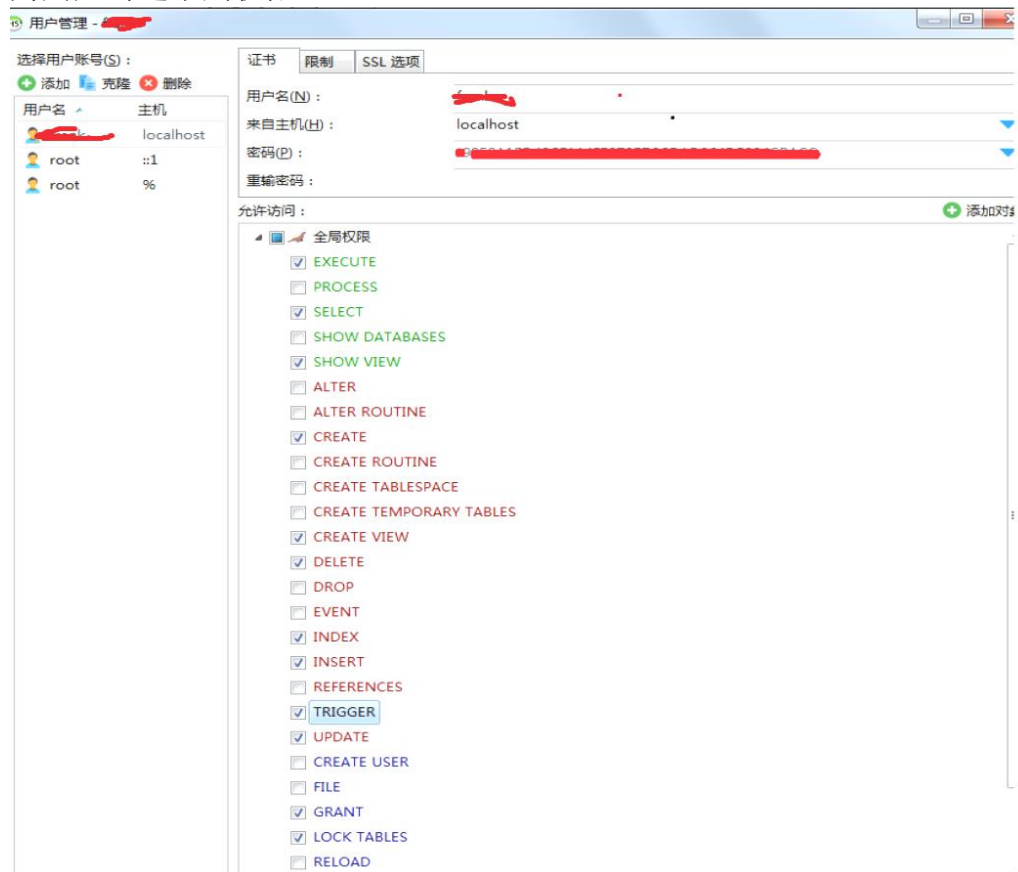 用户管理 -
选择用户账号(S)：
添加 克隆 删除
用户名 主机
localhost
root ::1
root %
证书 限制 SSL 选项
用户名(N)：
来自主机(H)： localhost
密码(P)：
重输密码：
允许访问： 添加对象
全局权限
EXECUTE
PROCESS
SELECT
SHOW DATABASES
SHOW VIEW
ALTER
ALTER ROUTINE
CREATE
CREATE ROUTINE
CREATE TABLESPACE
CREATE TEMPORARY TABLES
CREATE VIEW
DELETE
DROP
EVENT
INDEX
INSERT
REFERENCES
TRIGGER
UPDATE
CREATE USER
FILE
GRANT
LOCK TABLES
RELOAD